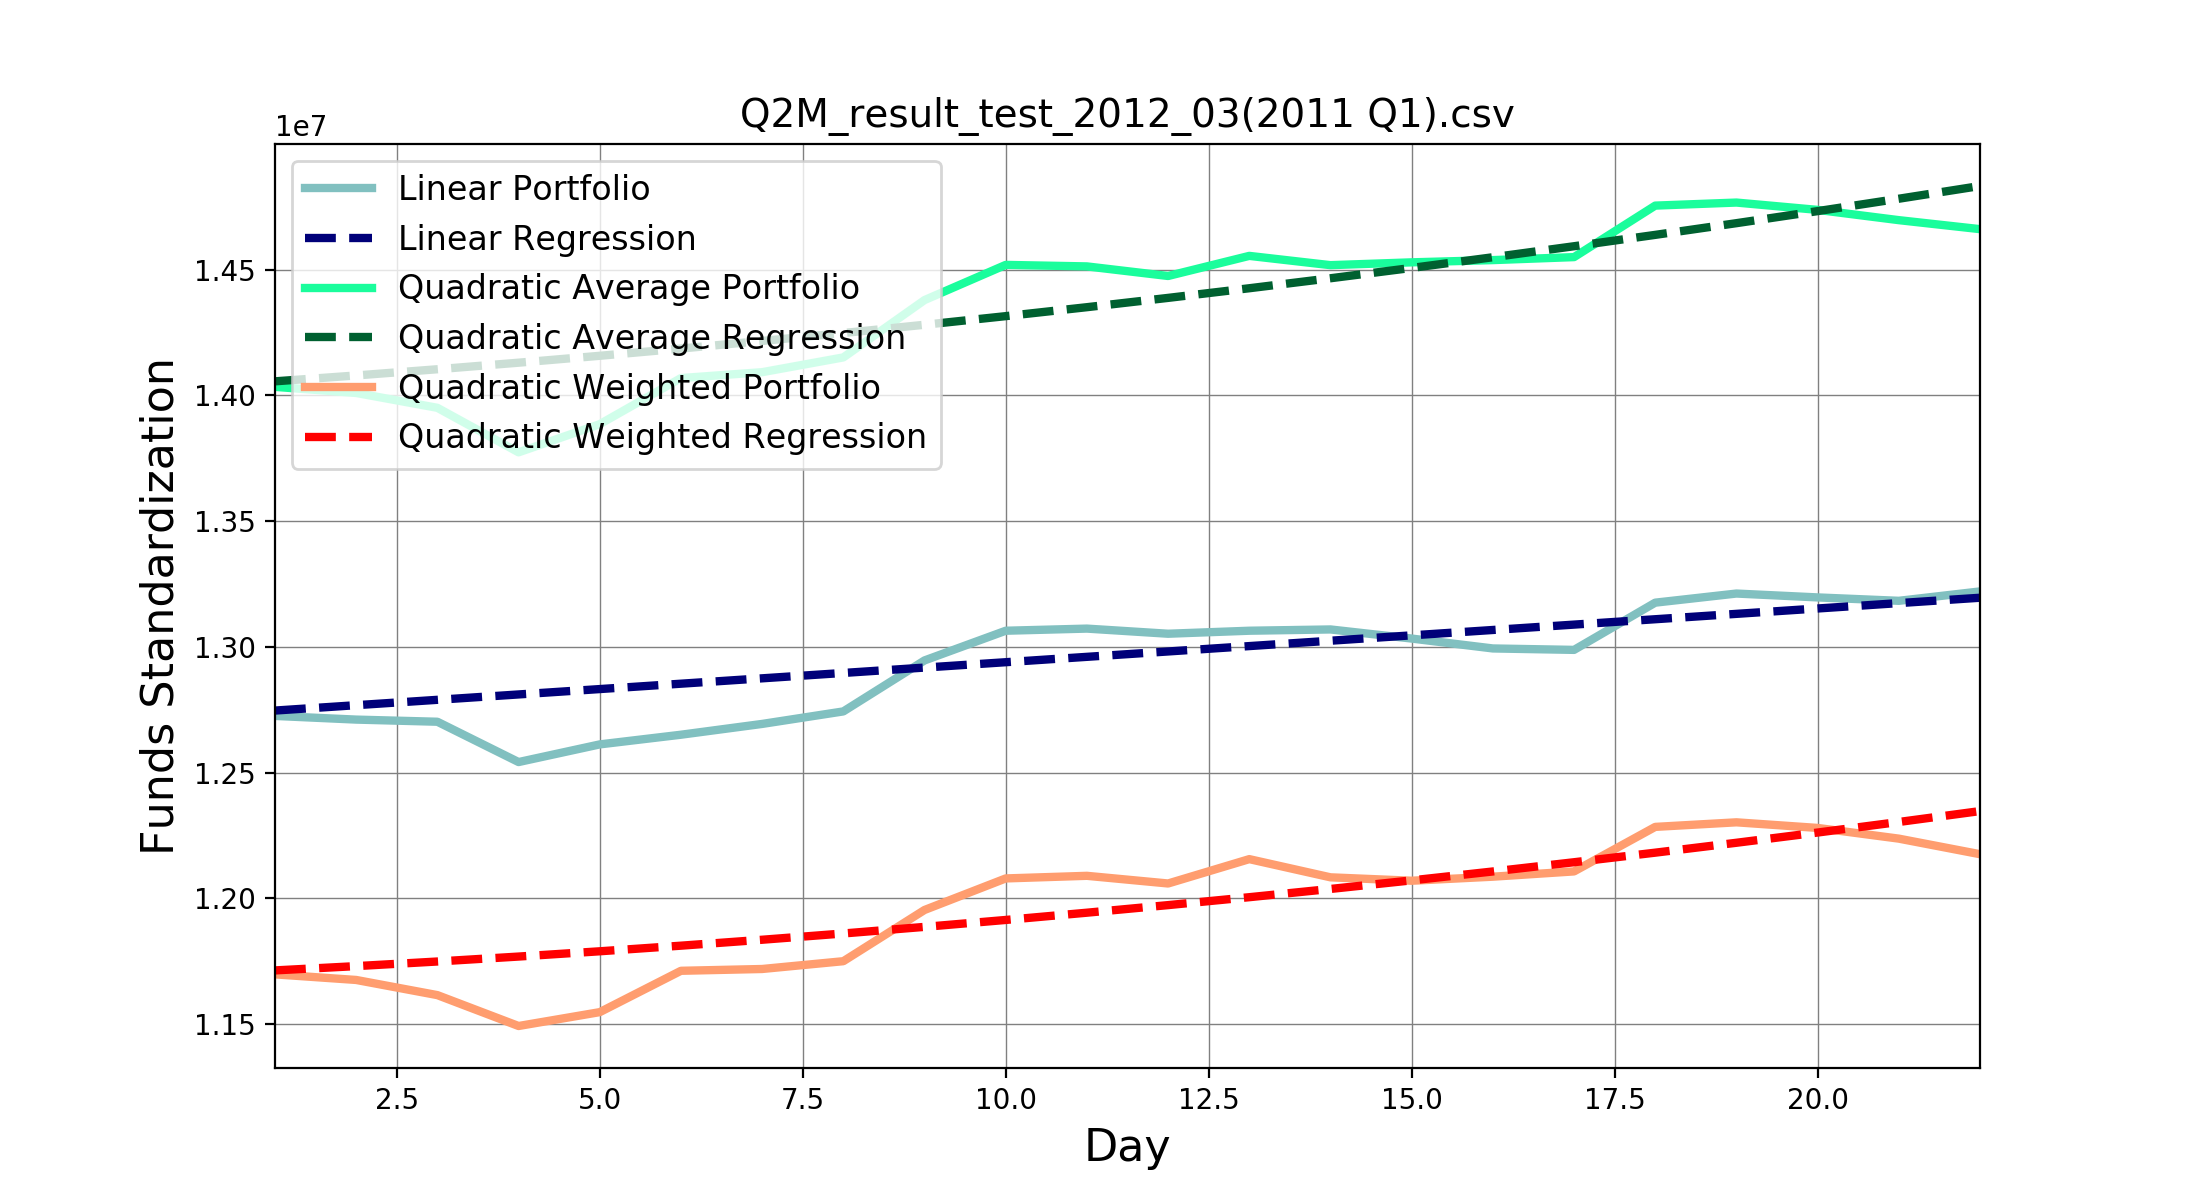 Q2M_result_test_2012_03(2011 Q1).csv
1e7
Linear Portfolio
Linear Regression
Quadratic Average Portfolio
Quadratic Average Regression
Quadratic Weighted Portfolio
Quadratic Weighted Regression
1.45
1.40
1.35
1.30
1.25
1.20
1.15
Funds Standardization
2.5 5.0 7.5 10.0 12.5 15.0 17.5 20.0
Day